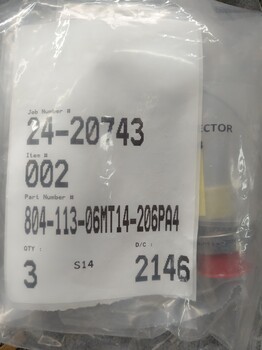 Job Number #
24-20743
Item #
002
Part Number #
804-113-06MT14-206PA4
QTY :
D/C :
3
S14
2146
ECTOR